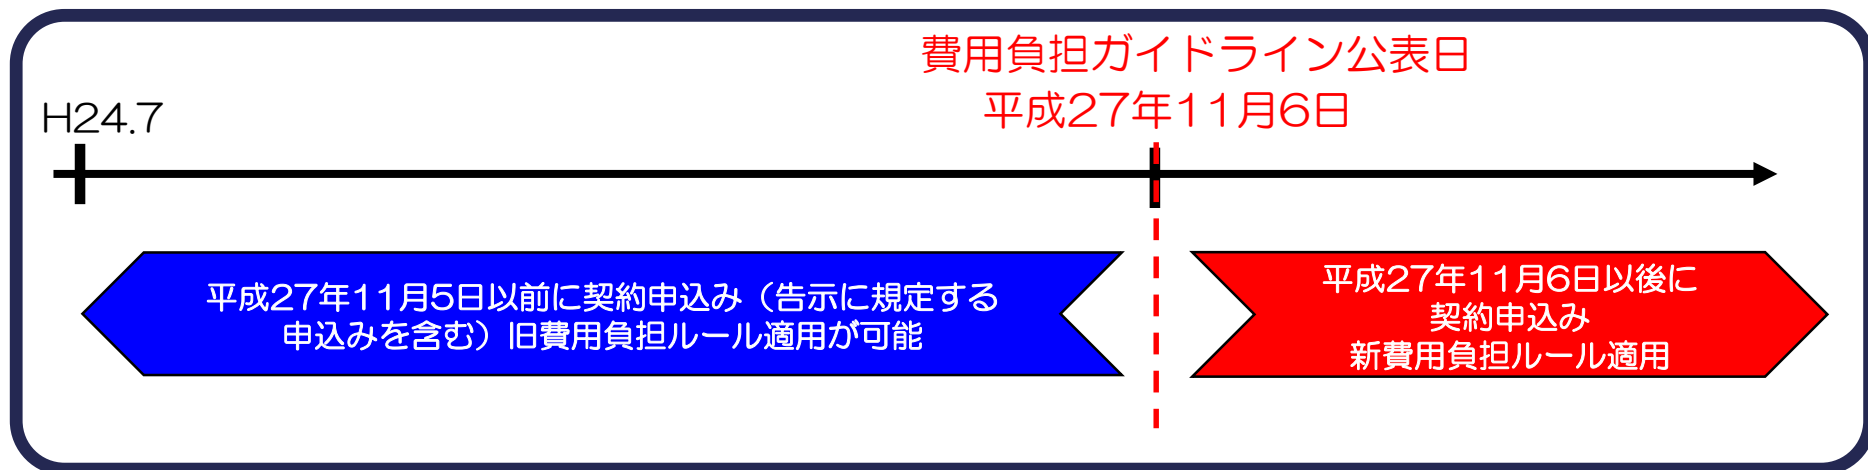 費用負担ガイドライン公表日
平成27年11月6日
H24.7
平成27年11月5日以前に契約申込み（告示に規定する
申込みを含む）旧費用負担ルール適用が可能
平成27年11月6日以後に
契約申込み
新費用負担ルール適用